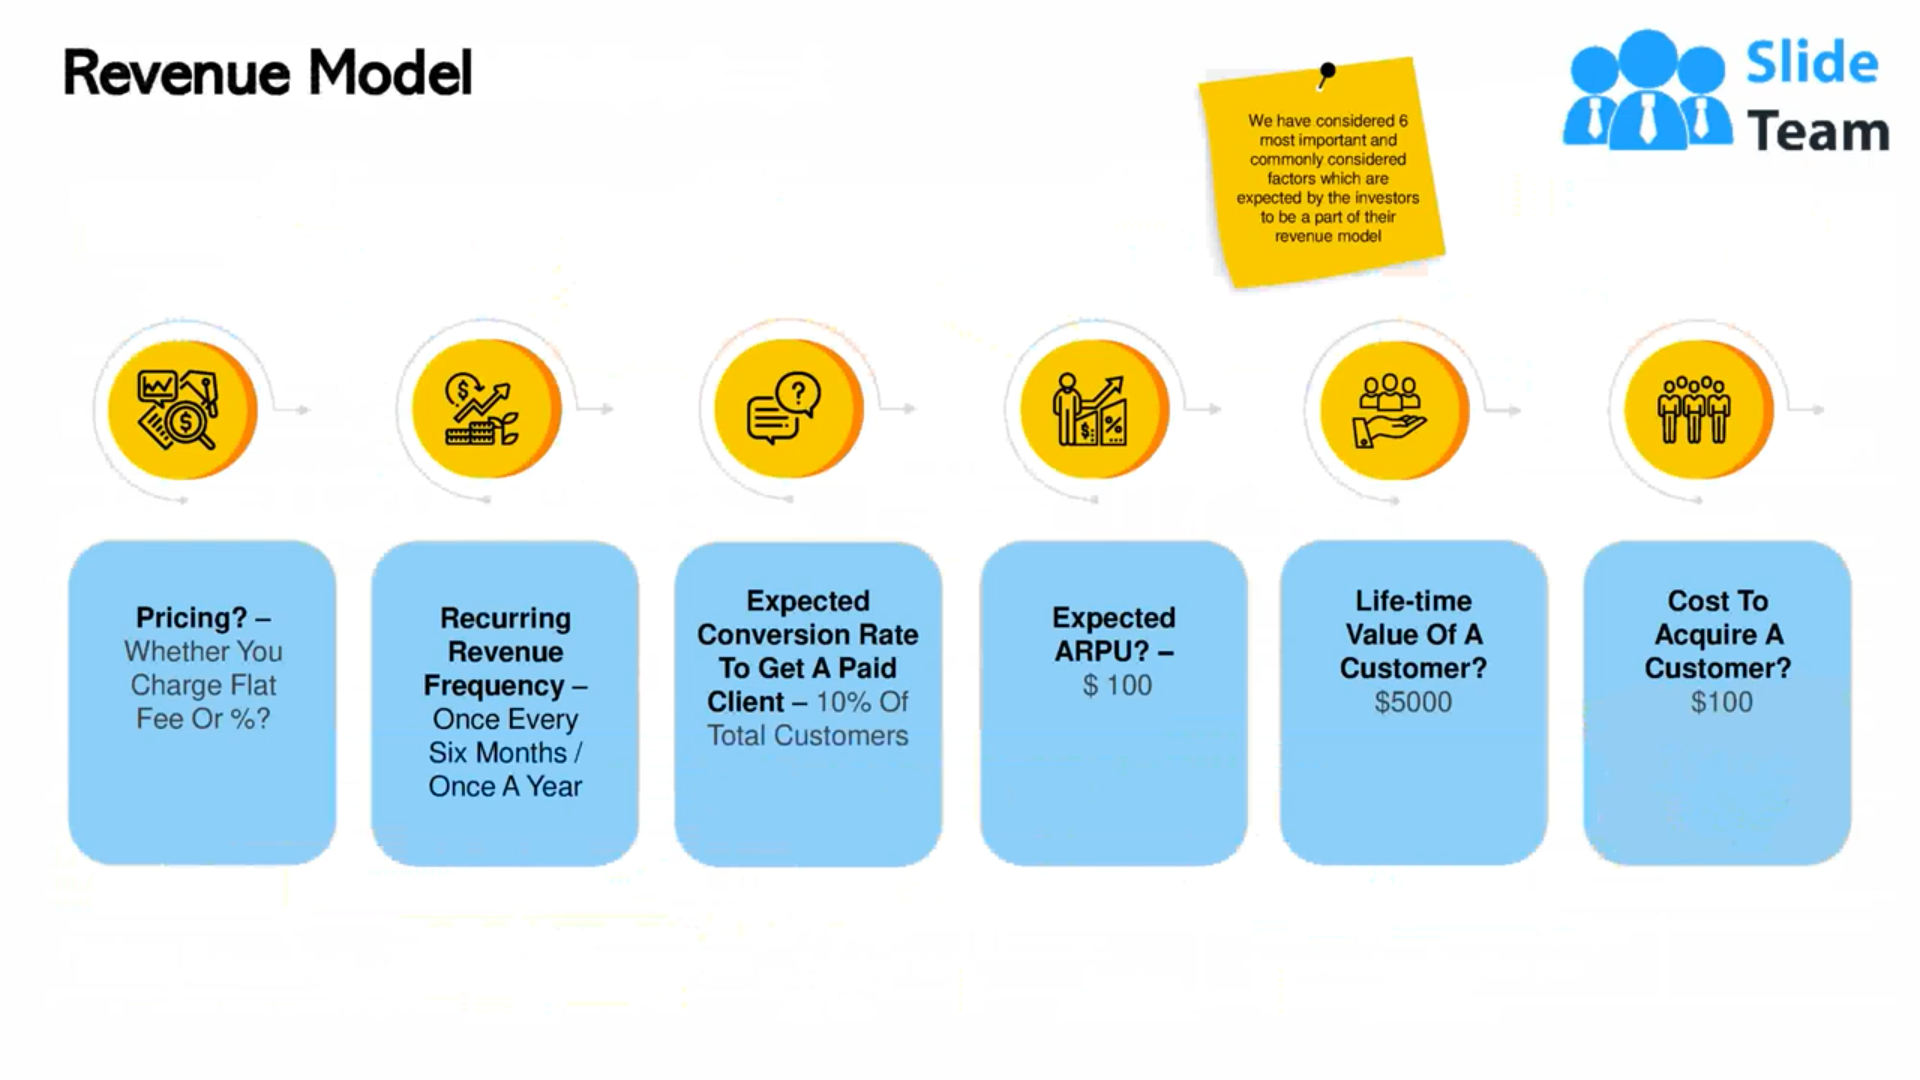 Revenue Model
Slide
Team
We have considered 6
most important and
commonly considered
factors which are
expected by the investors
to be a part of their
revenue model
Pricing? –
Whether You
Charge Flat
Fee Or %?
Recurring
Revenue
Frequency –
Once Every
Six Months /
Once A Year
Expected
Conversion Rate
To Get A Paid
Client – 10% Of
Total Customers
Expected
ARPU? –
$ 100
Life-time
Value Of A
Customer?
$5000
Cost To
Acquire A
Customer?
$100